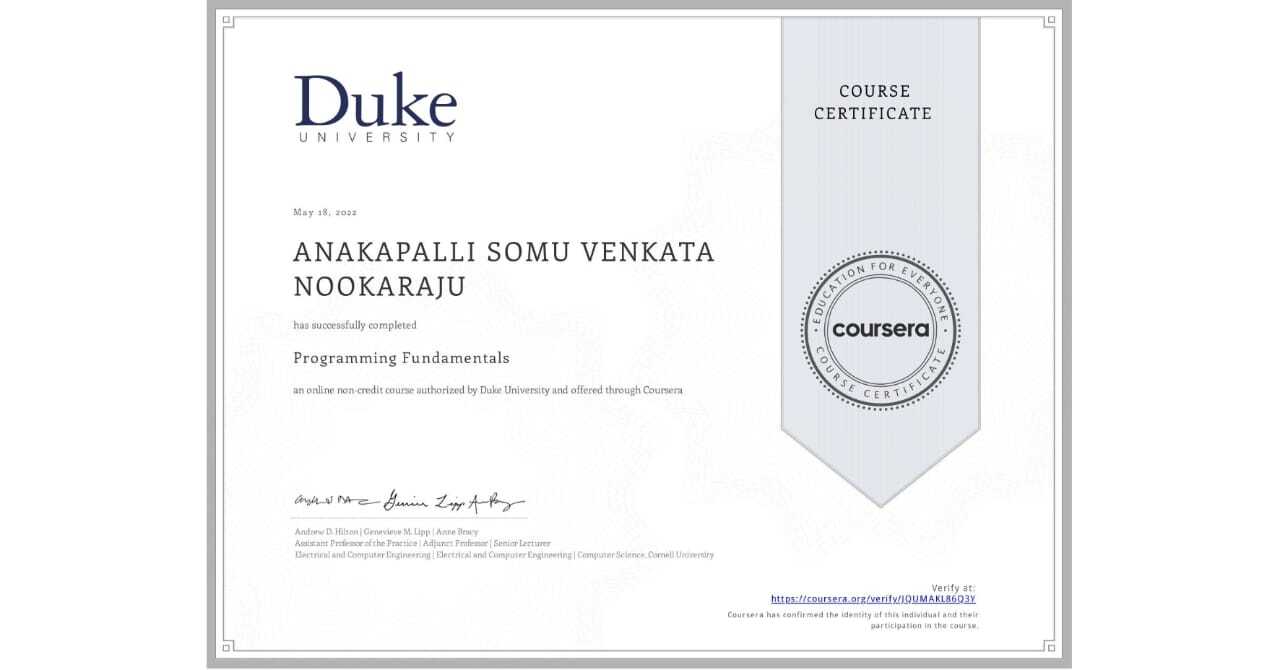 Duke
UNIVERSITY
COURSE
CERTIFICATE
May 18, 2022
ANAKAPALLI SOMU VENKATA
NOOKARAJU
has successfully completed
Programming Fundamentals
an online non-credit course authorized by Duke University and offered through Coursera
EDUCATION FOR EVERYONE
coursera
COURSE CERTIFICATE
Andrew D. Hilton | Genevieve M. Lipp | Anne Bracy
Assistant Professor of the Practice | Adjunct Professor | Senior Lecturer
Electrical and Computer Engineering | Electrical and Computer Engineering | Computer Science, Cornell University
Verify at:
https://coursera.org/verify/JQUMAKL86Q3Y
Coursera has confirmed the identity of this individual and their
participation in the course.